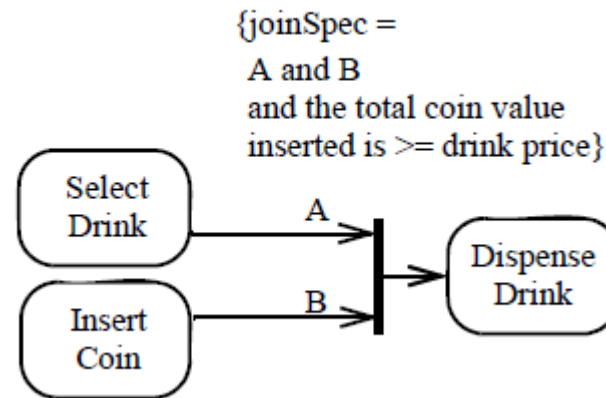 {joinSpec =
A and B
and the total coin value
inserted is >= drink price}
Select
Drink
A
Dispense
Drink
B
Insert
Coin